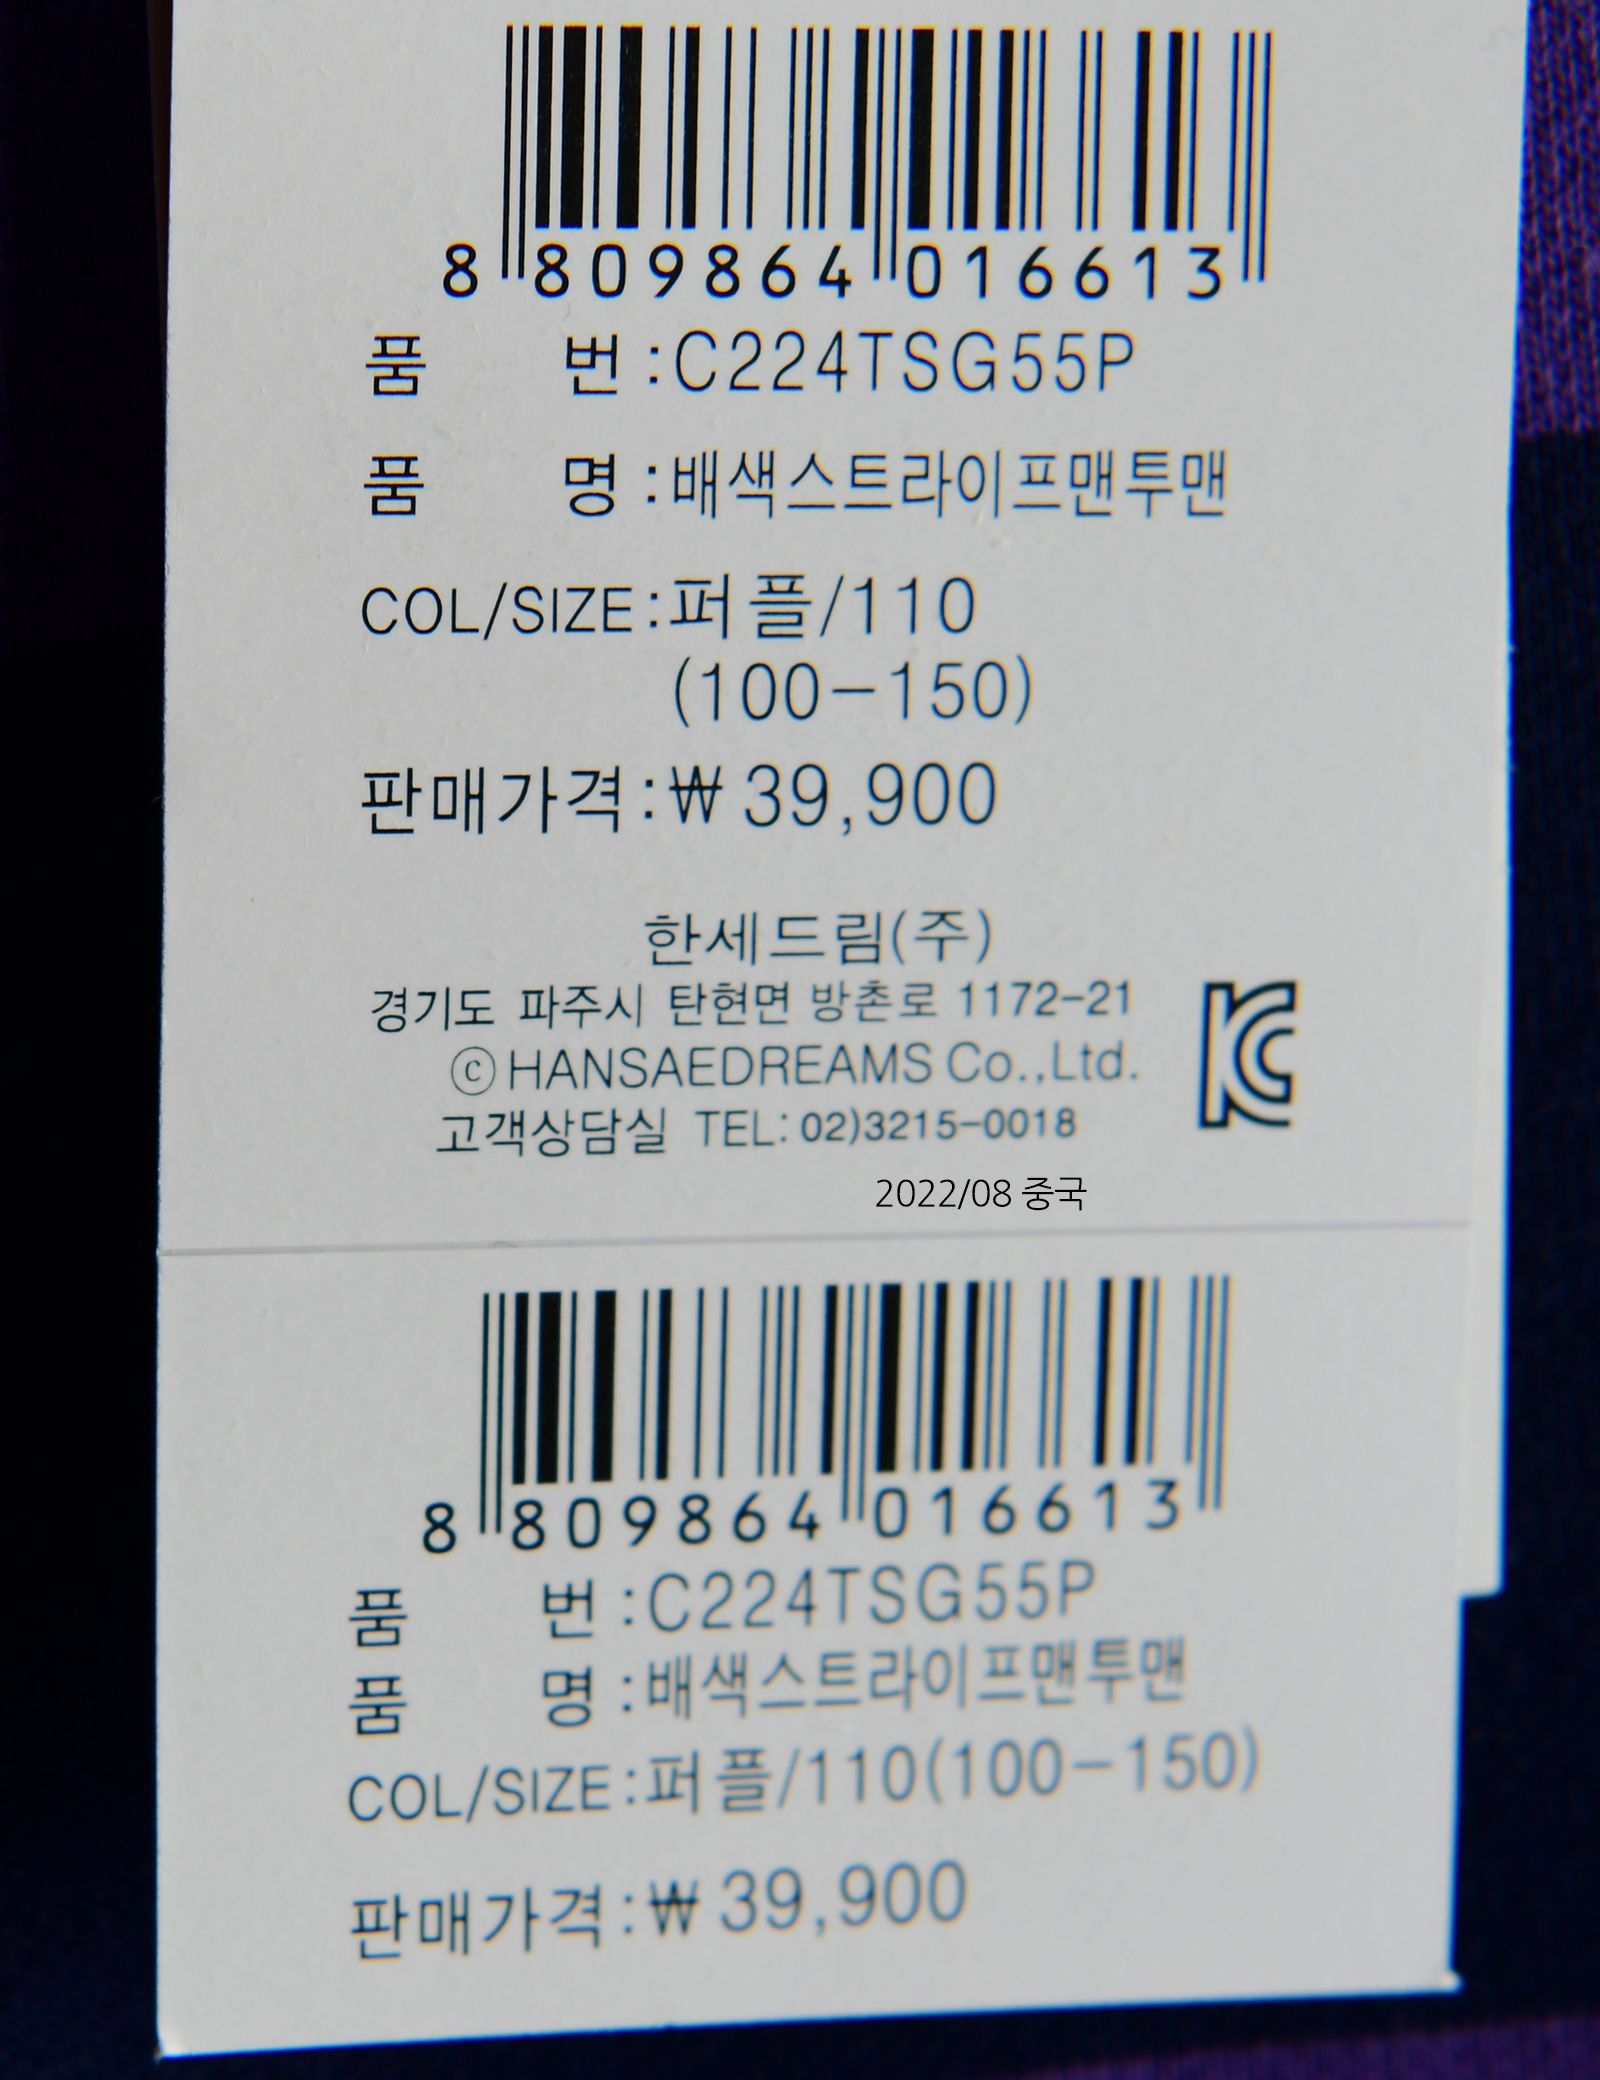 8 809864 016613
품 번 :C224TSG55P
품 명 :배색스트라이프맨투맨
COL/SIZE:퍼플/110
(100-150)
판매가격:₩39,900
한세드림(주)
경기도 파주시 탄현면 방촌로 1172-21
ⓒHANSAEDREAMS Co.,Ltd.
고객상담실 TEL:02)3215-0018
2022/08 중국
8 809864 016613
품 번 :C224TSG55P
품 명 :배색스트라이프맨투맨
COL/SIZE:퍼플/110(100-150)
판매가격:₩39,900